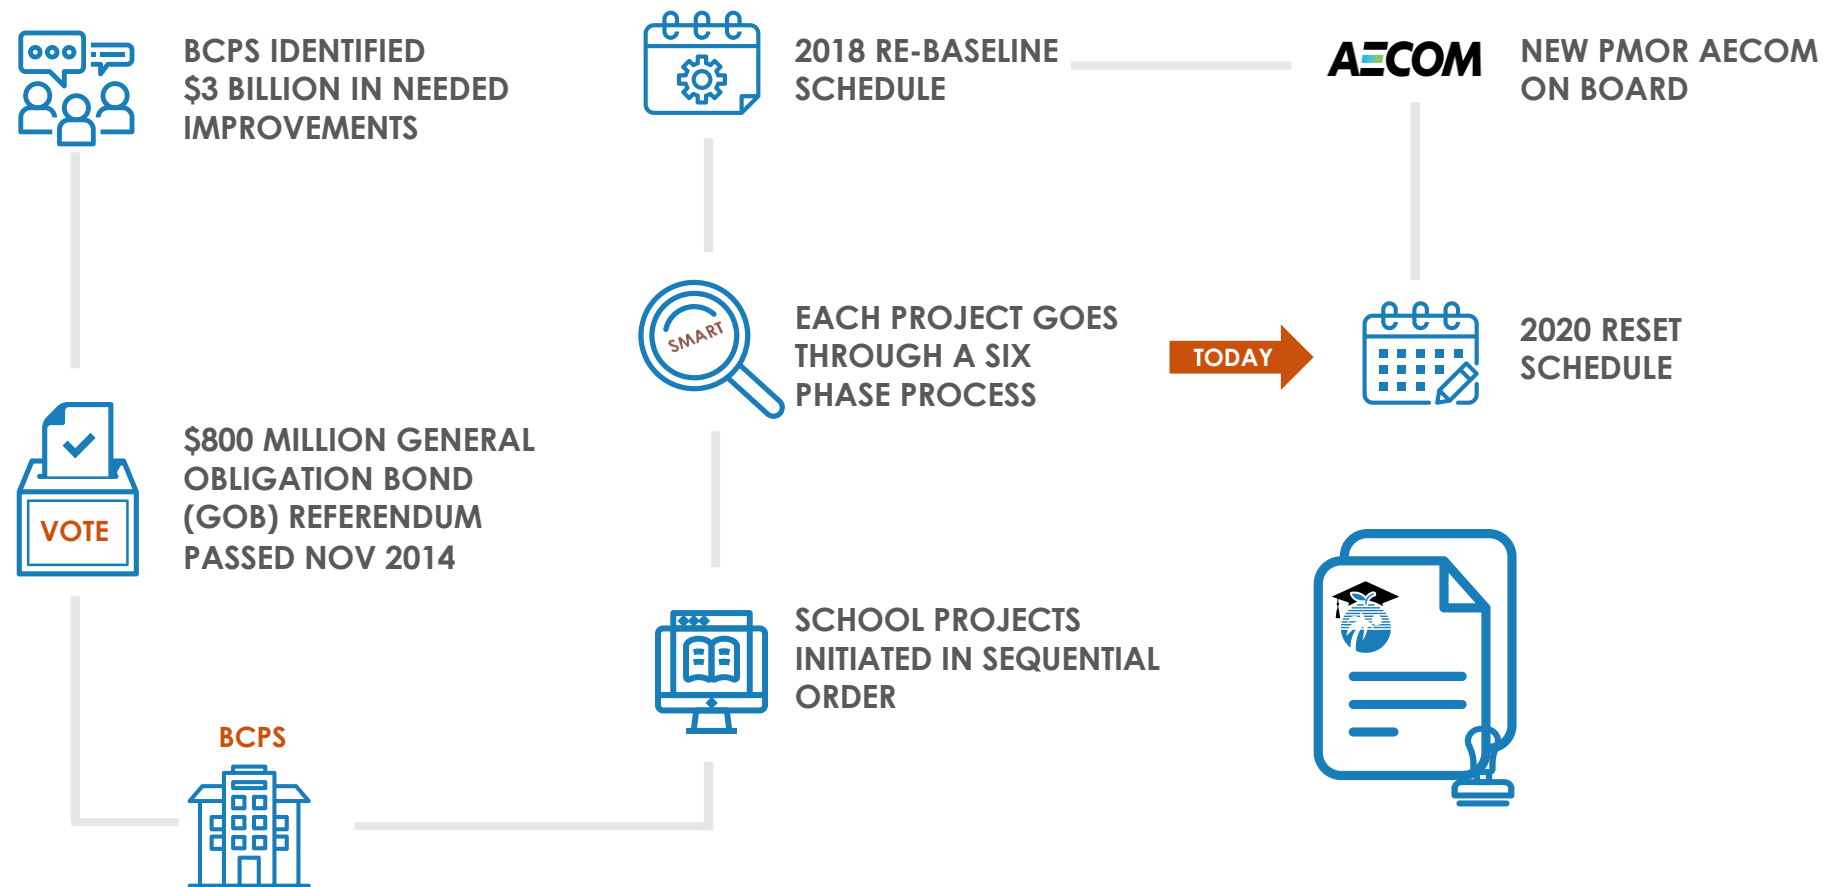 BCPS IDENTIFIED
$3 BILLION IN NEEDED
IMPROVEMENTS
VOTE
$800 MILLION GENERAL
OBLIGATION BOND
(GOB) REFERENDUM
PASSED NOV 2014
BCPS
SCHOOL PROJECTS
INITIATED IN SEQUENTIAL
ORDER
SMART
EACH PROJECT GOES
THROUGH A SIX
PHASE PROCESS
2018 RE-BASELINE
SCHEDULE
AECOM
NEW PMOR AECOM
ON BOARD
TODAY
2020 RESET
SCHEDULE